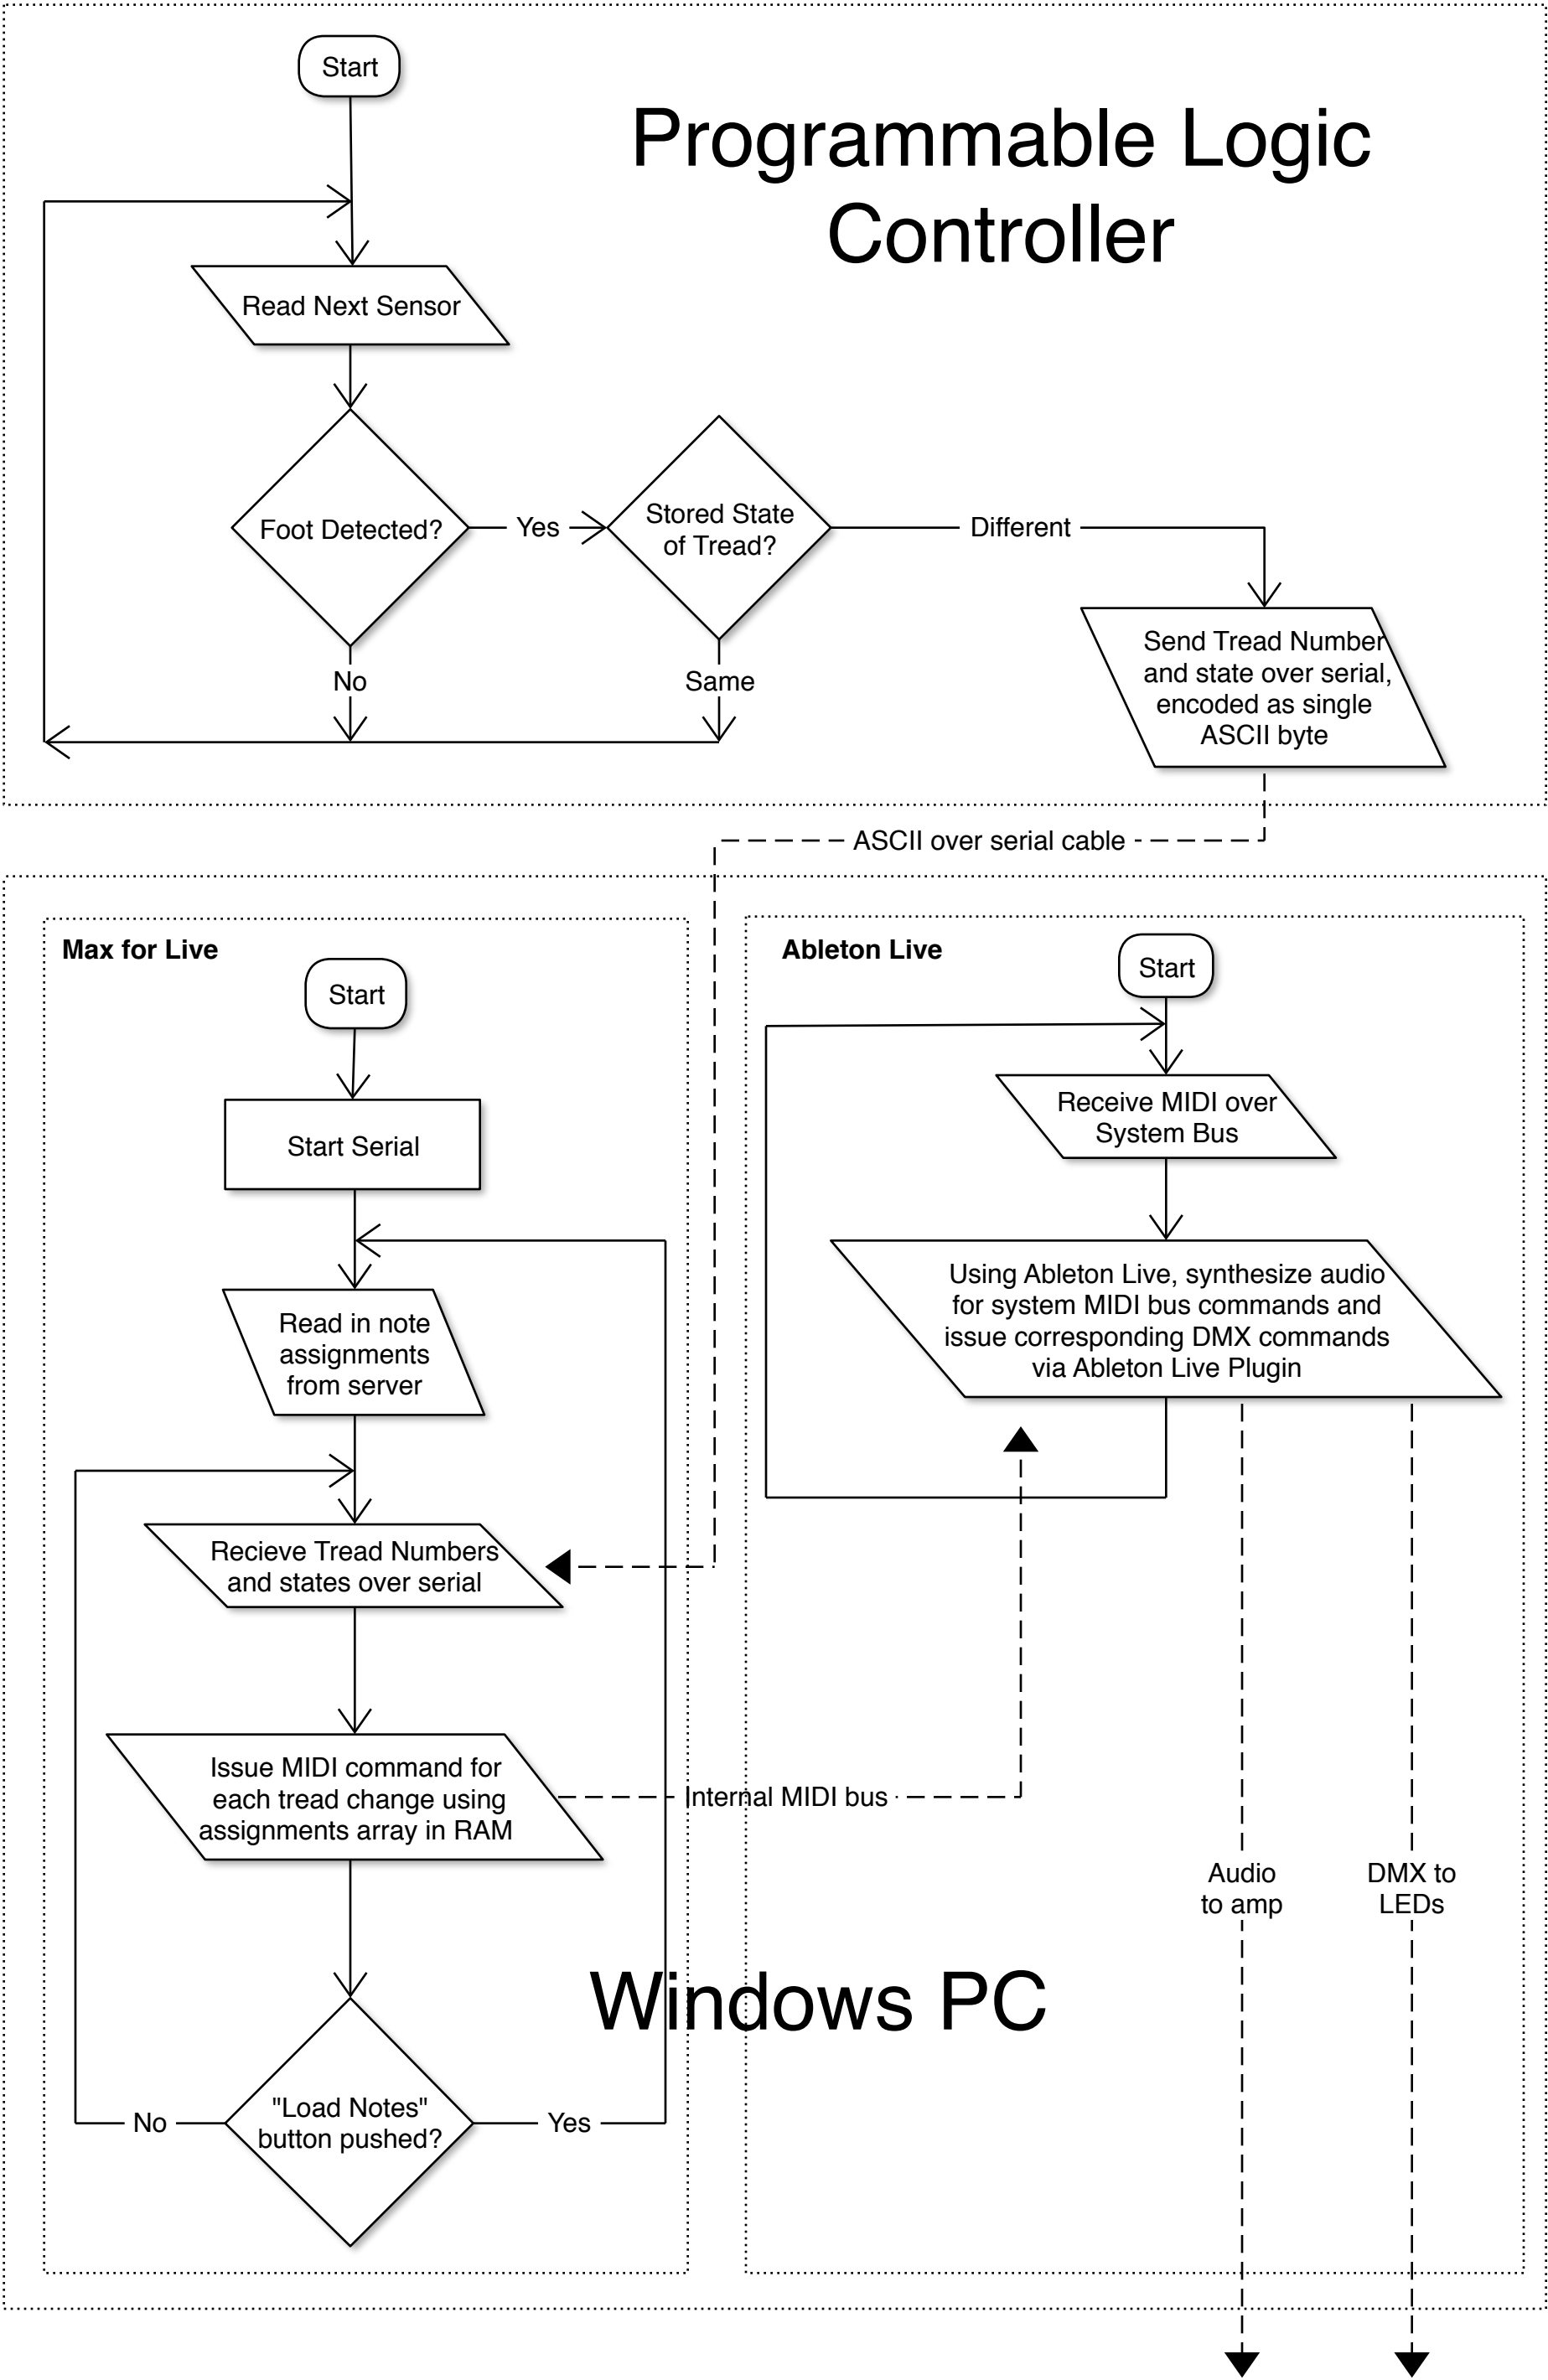 Start
Programmable Logic
Controller
Read Next Sensor
Foot Detected?
Yes
Stored State
of Tread?
Different
No
Same
Send Tread Number
and state over serial,
encoded as single
ASCII byte
ASCII over serial cable
Max for Live
Start
Start Serial
Read in note
assignments
from server
Recieve Tread Numbers
and states over serial
Issue MIDI command for
each tread change using
assignments array in RAM
Internal MIDI bus
"Load Notes"
button pushed?
No
Yes
Ableton Live
Start
Receive MIDI over
System Bus
Using Ableton Live, synthesize audio
for system MIDI bus commands and
issue corresponding DMX commands
via Ableton Live Plugin
Audio
to amp
DMX to
LEDs
Windows PC